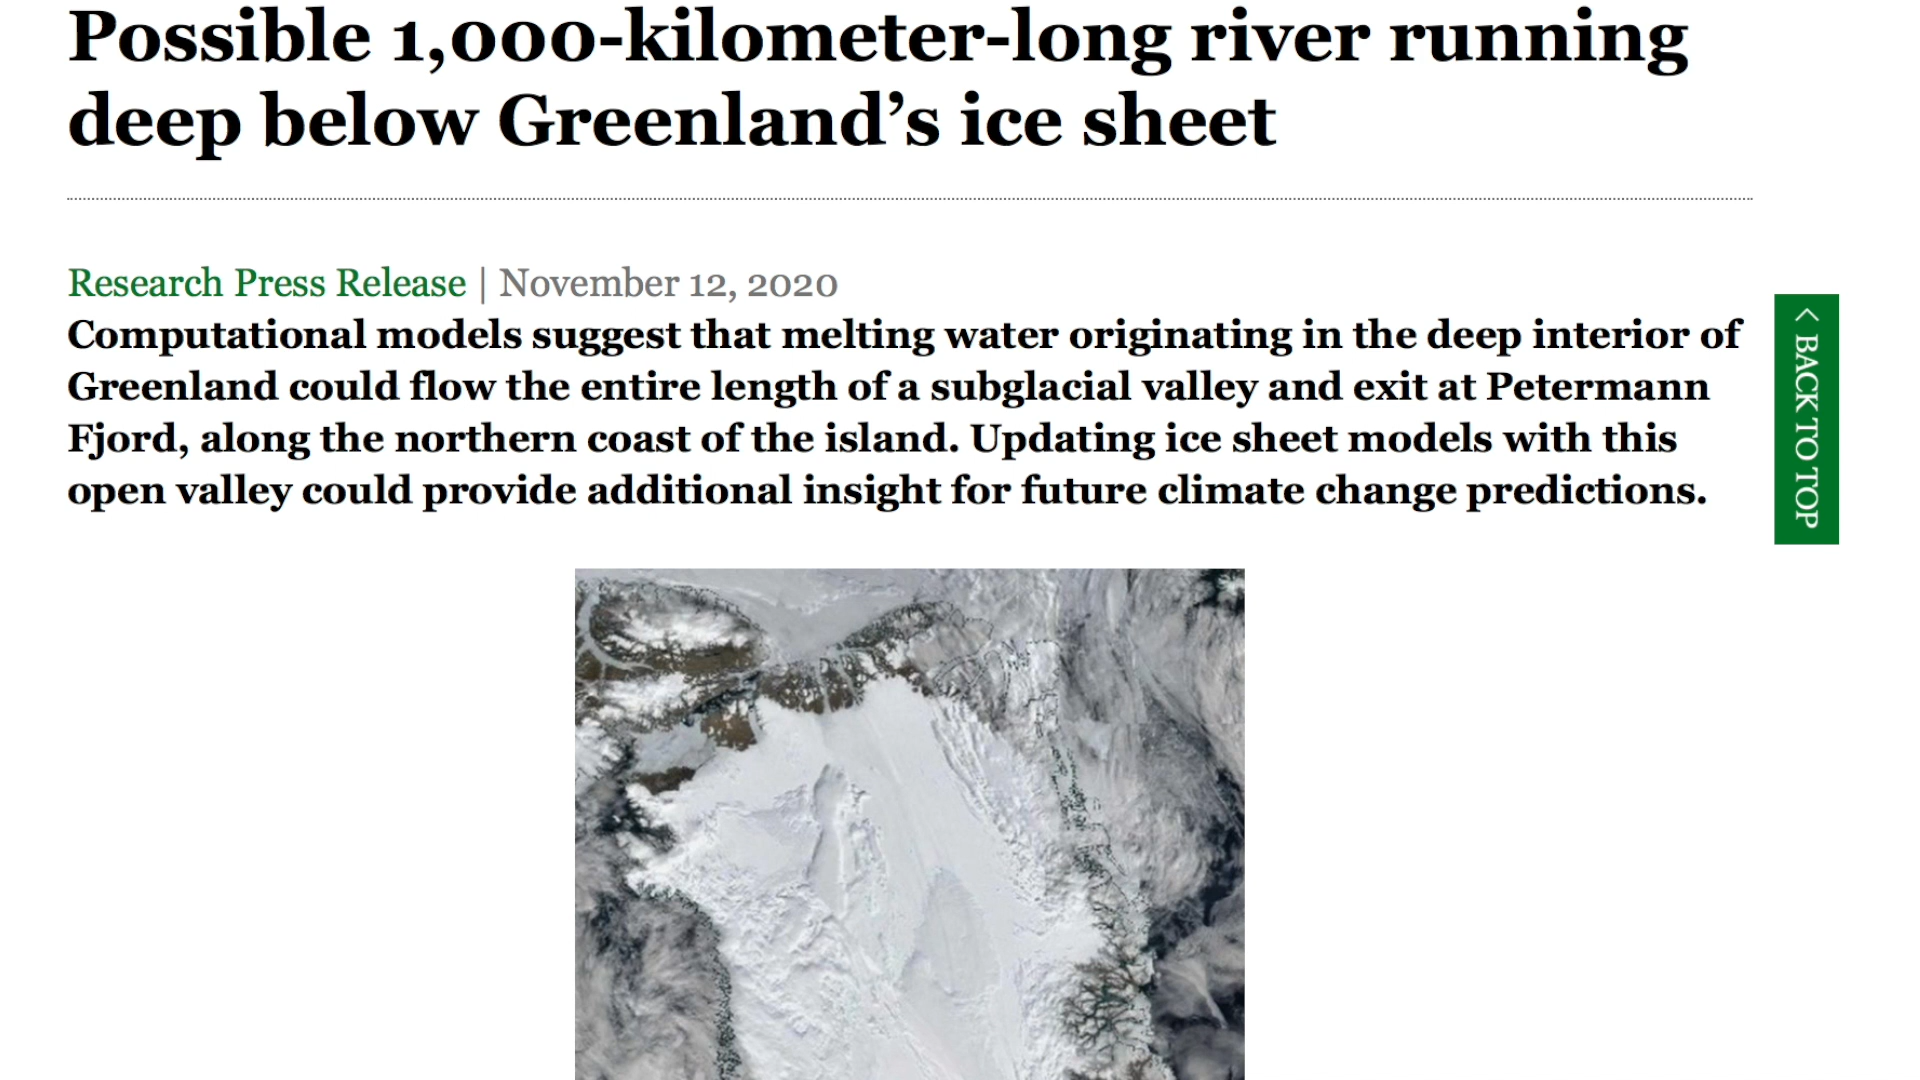 Possible 1,000-kilometer-long river running
deep below Greenland’s ice sheet
Research Press Release | November 12, 2020
Computational models suggest that melting water originating in the deep interior of
Greenland could flow the entire length of a subglacial valley and exit at Petermann
Fjord, along the northern coast of the island. Updating ice sheet models with this
open valley could provide additional insight for future climate change predictions.
< BACK TO TOP